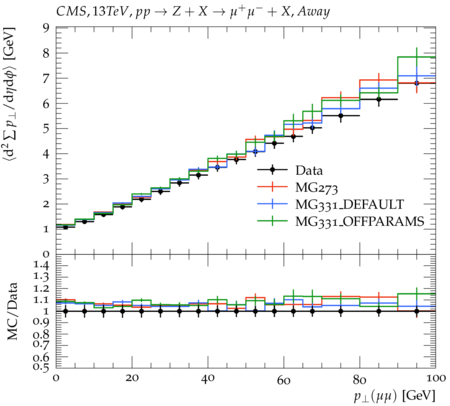 CMS, 13TeV, pp → Z + X → μ⁺μ⁻ + X, Away
⟨d² ∑ p⊥/dηdϕ⟩ [GeV]
9
8
7
6
5
4
3
2
1
0
Data
MG273
MG331_DEFAULT
MG331_OFFPARAMS
MC/Data
1.4
1.3
1.2
1.1
1
0.9
0.8
0.7
0.6
0.5
0 20 40 60 80 100
p⊥(μμ) [GeV]